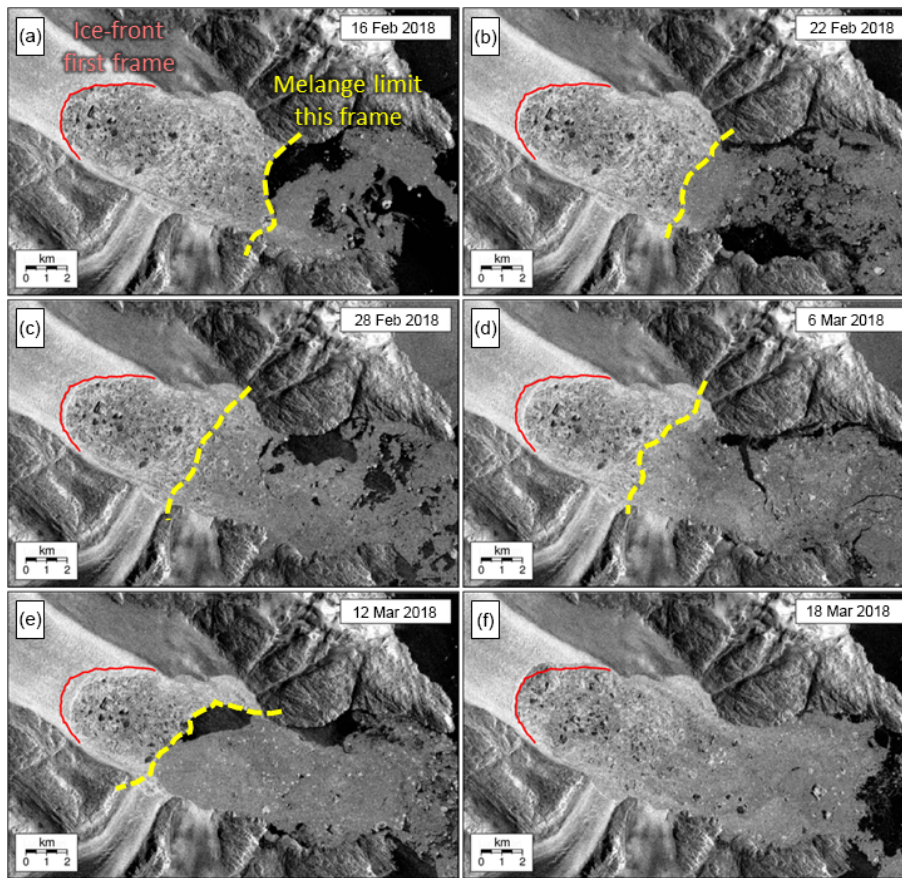 (a)
Ice-front
first frame
16 Feb 2018
Melange limit
this frame
km
0 1 2
(b)
22 Feb 2018
km
0 1 2
(c)
28 Feb 2018
km
0 1 2
(d)
6 Mar 2018
km
0 1 2
(e)
12 Mar 2018
km
0 1 2
(f)
18 Mar 2018
km
0 1 2